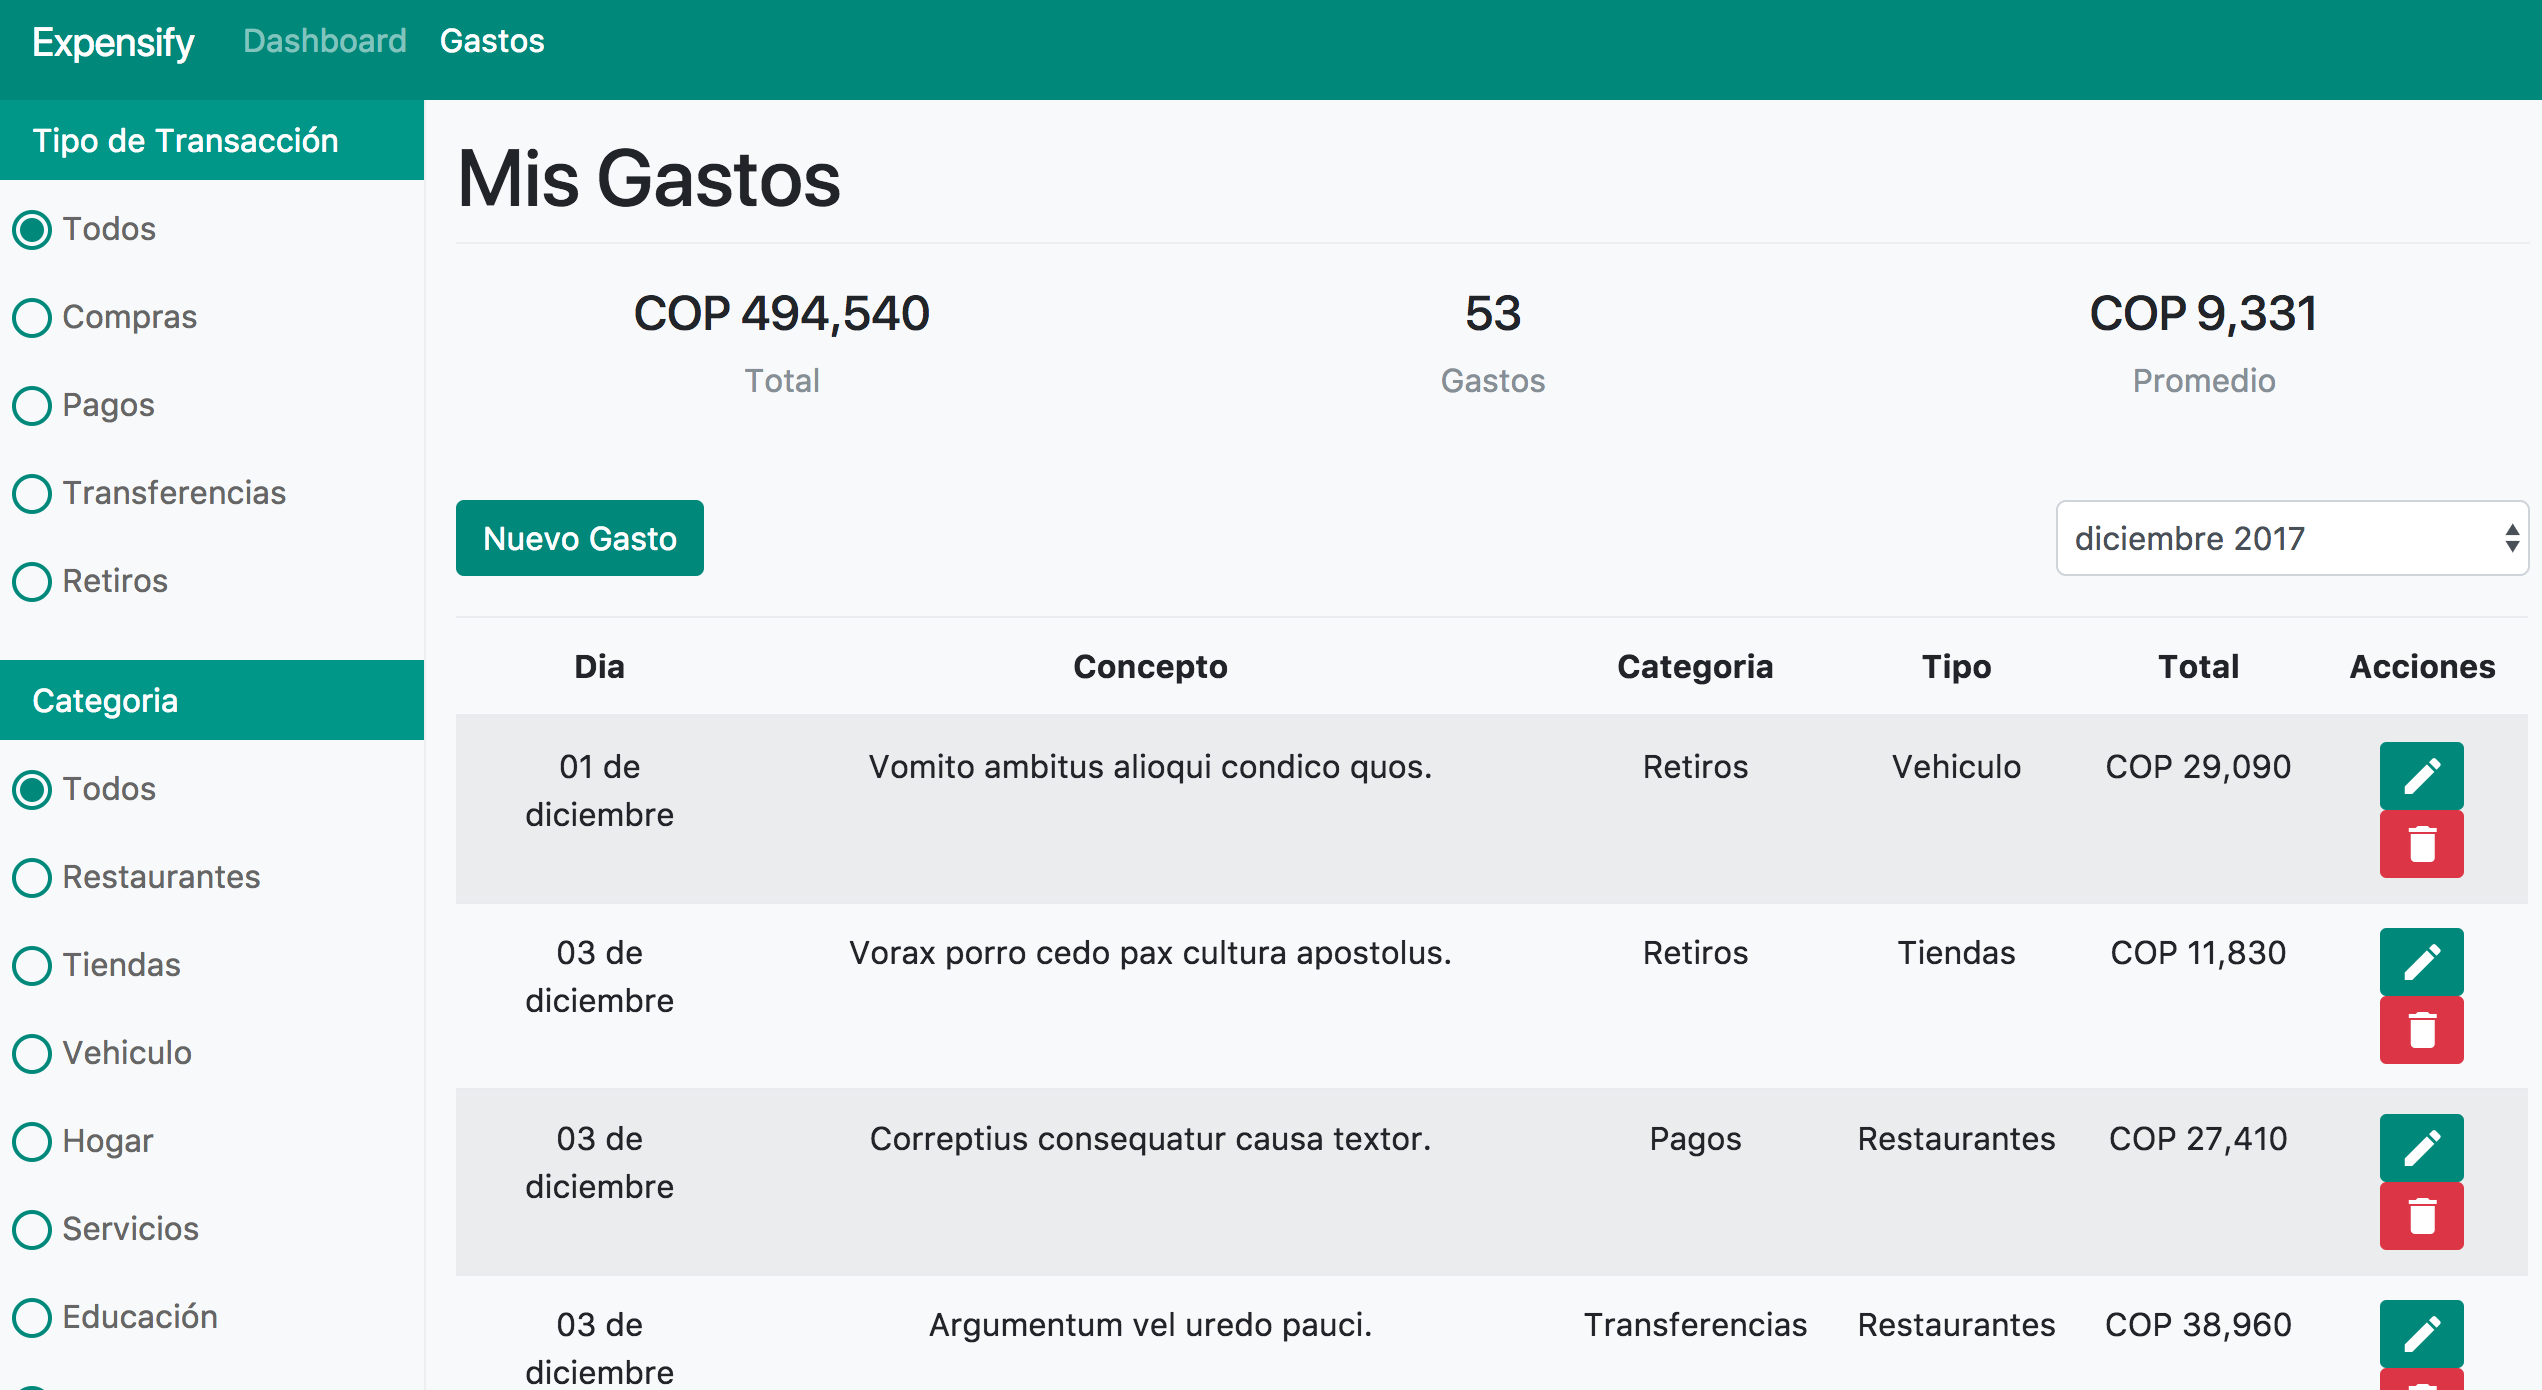 Expensify Dashboard Gastos
Tipo de Transacción
Todos
Compras
Pagos
Transferencias
Retiros
Categoria
Todos
Restaurantes
Tiendas
Vehiculo
Hogar
Servicios
Educación
Mis Gastos
COP 494,540 53 COP 9,331
Total Gastos Promedio
Nuevo Gasto diciembre 2017
Dia Concepto Categoria Tipo Total Acciones
01 de Vomito ambitus alioqui condico quos. Retiros Vehiculo COP 29,090
diciembre
03 de Vorax porro cedo pax cultura apostolus. Retiros Tiendas COP 11,830
diciembre
03 de Correptius consequatur causa textor. Pagos Restaurantes COP 27,410
diciembre
03 de Argumentum vel uredo pauci. Transferencias Restaurantes COP 38,960
diciembre